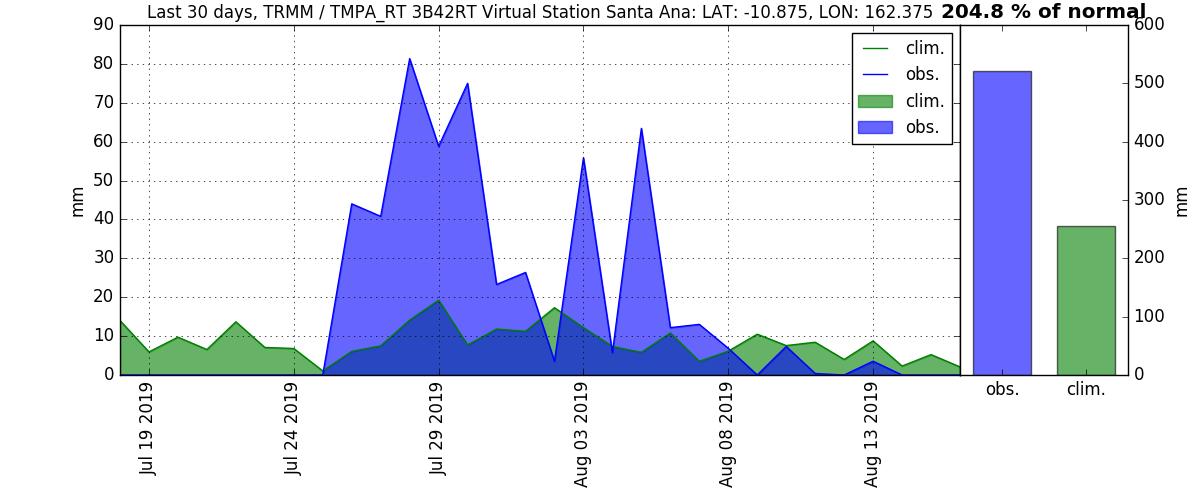 Last 30 days, TRMM / TMPA_RT 3B42RT Virtual Station Santa Ana: LAT: -10.875, LON: 162.375 204.8 % of normal
90
80
70
60
50
40
30
20
10
0
mm
clim.
obs.
clim.
obs.
Jul 19 2019
Jul 24 2019
Jul 29 2019
Aug 03 2019
Aug 08 2019
Aug 13 2019
600
500
400
300
200
100
0
mm
obs. clim.